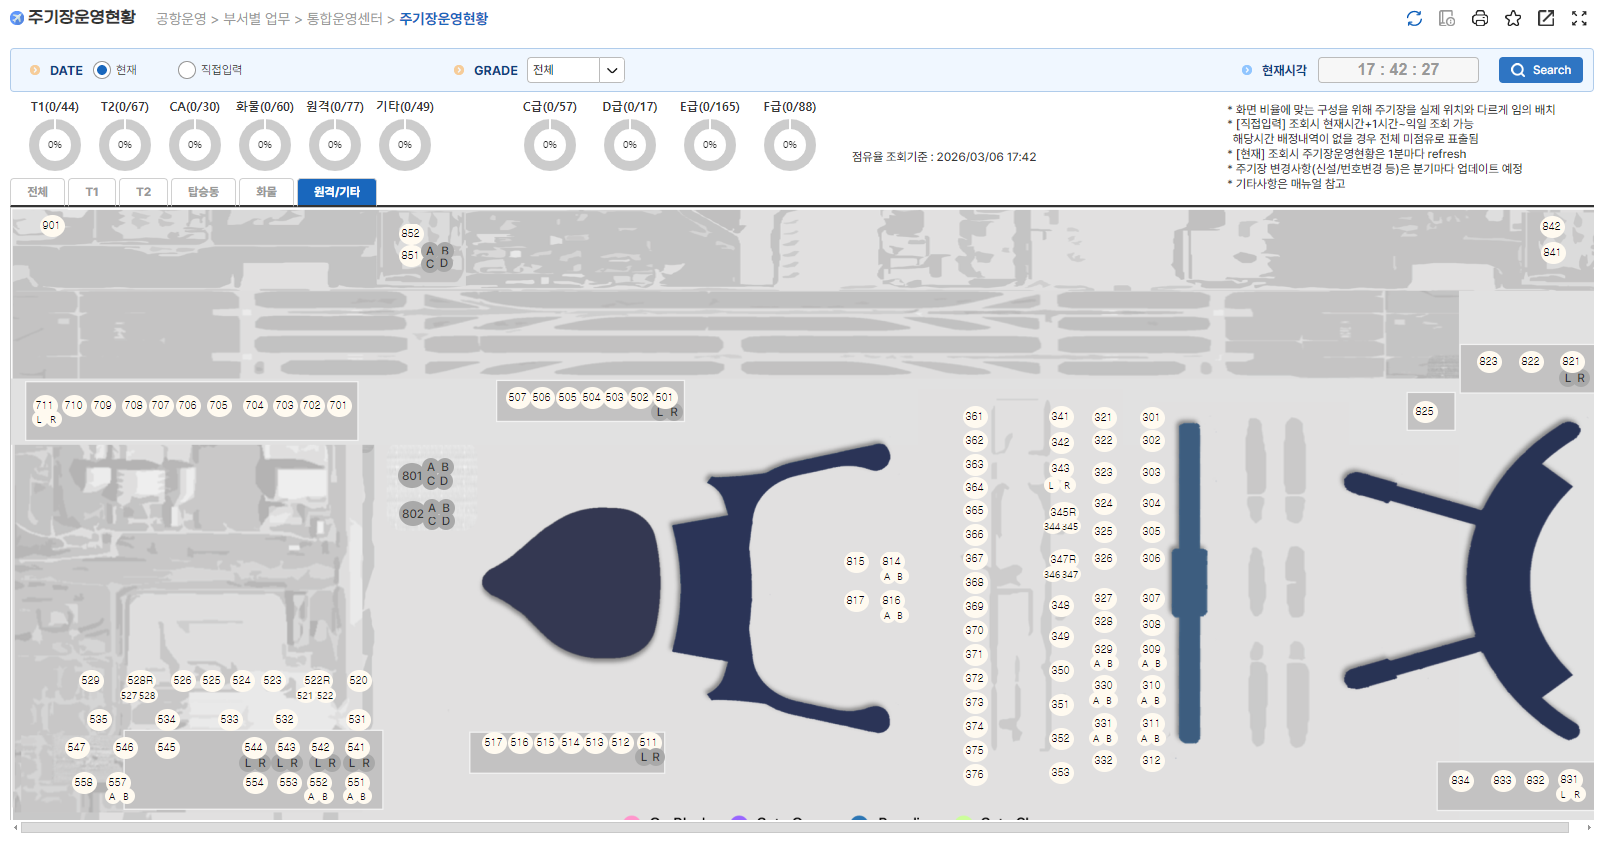 주기장운영현황 공항운영 > 부서별 업무 > 통합운영센터 > 주기장운영현황
DATE 현재 직접입력 GRADE 전체 현재시각 17 : 42 : 27 Search
T1(0/44) T2(0/67) CA(0/30) 화물(0/60) 원격(0/77) 기타(0/49) C급(0/57) D급(0/17) E급(0/165) F급(0/88)
0% 0% 0% 0% 0% 0% 0% 0% 0% 0%
점유율 조회기준 : 2026/03/06 17:42
* 화면 비율에 맞는 구성을 위해 주기장을 실제 위치와 다르게 임의 배치
* [직접입력] 조회시 현재시간+1시간~익일 조회 가능
해당시간 배정내역이 없을 경우 전체 미점유로 표출됨
* [현재] 조회시 주기장운영현황은 1분마다 refresh
* 주기장 변경사항(신설/번호변경 등)은 분기마다 업데이트 예정
* 기타사항은 매뉴얼 참고
전체 T1 T2 탑승동 화물 원격/기타
901
852
851 A B
C D
842
841
823 822 821
L R
825
711 710 709 708 707 706 705 704 703 702 701
L R
507 506 505 504 503 502 501
L R
801 A B
C D
802 A B
C D
815 814
A B
817 816
A B
361
362
363
364
365
366
367
368
369
370
371
372
373
374
375
376
341
342
343
L R
345R
344 345
347R
346 347
348
349
350
351
352
353
321
322
323
324
325
326
327
328
329
A B
330
A B
331
A B
332
301
302
303
304
305
306
307
308
309
A B
310
A B
311
A B
312
529 528R 526 525 524 523 522R 520
527 528 521 522
535 534 533 532 531
547 546 545 544 543 542 541
L R L R L R L R
558 557 554 553 552 551
A B A B A B
517 516 515 514 513 512 511
L R
834 833 832 831
L R